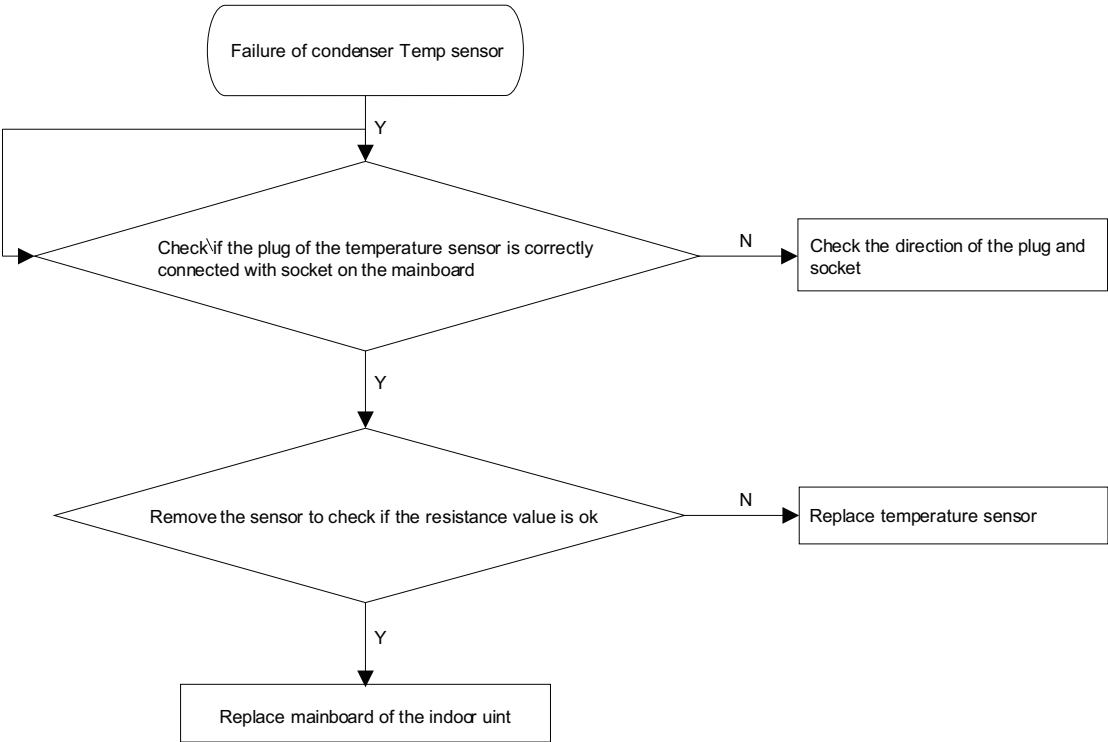 Failure of condenser Temp sensor
Y
Check\if the plug of the temperature sensor is correctly
connected with socket on the mainboard
N
Check the direction of the plug and
socket
Y
Remove the sensor to check if the resistance value is ok
N
Replace temperature sensor
Y
Replace mainboard of the indoor uint